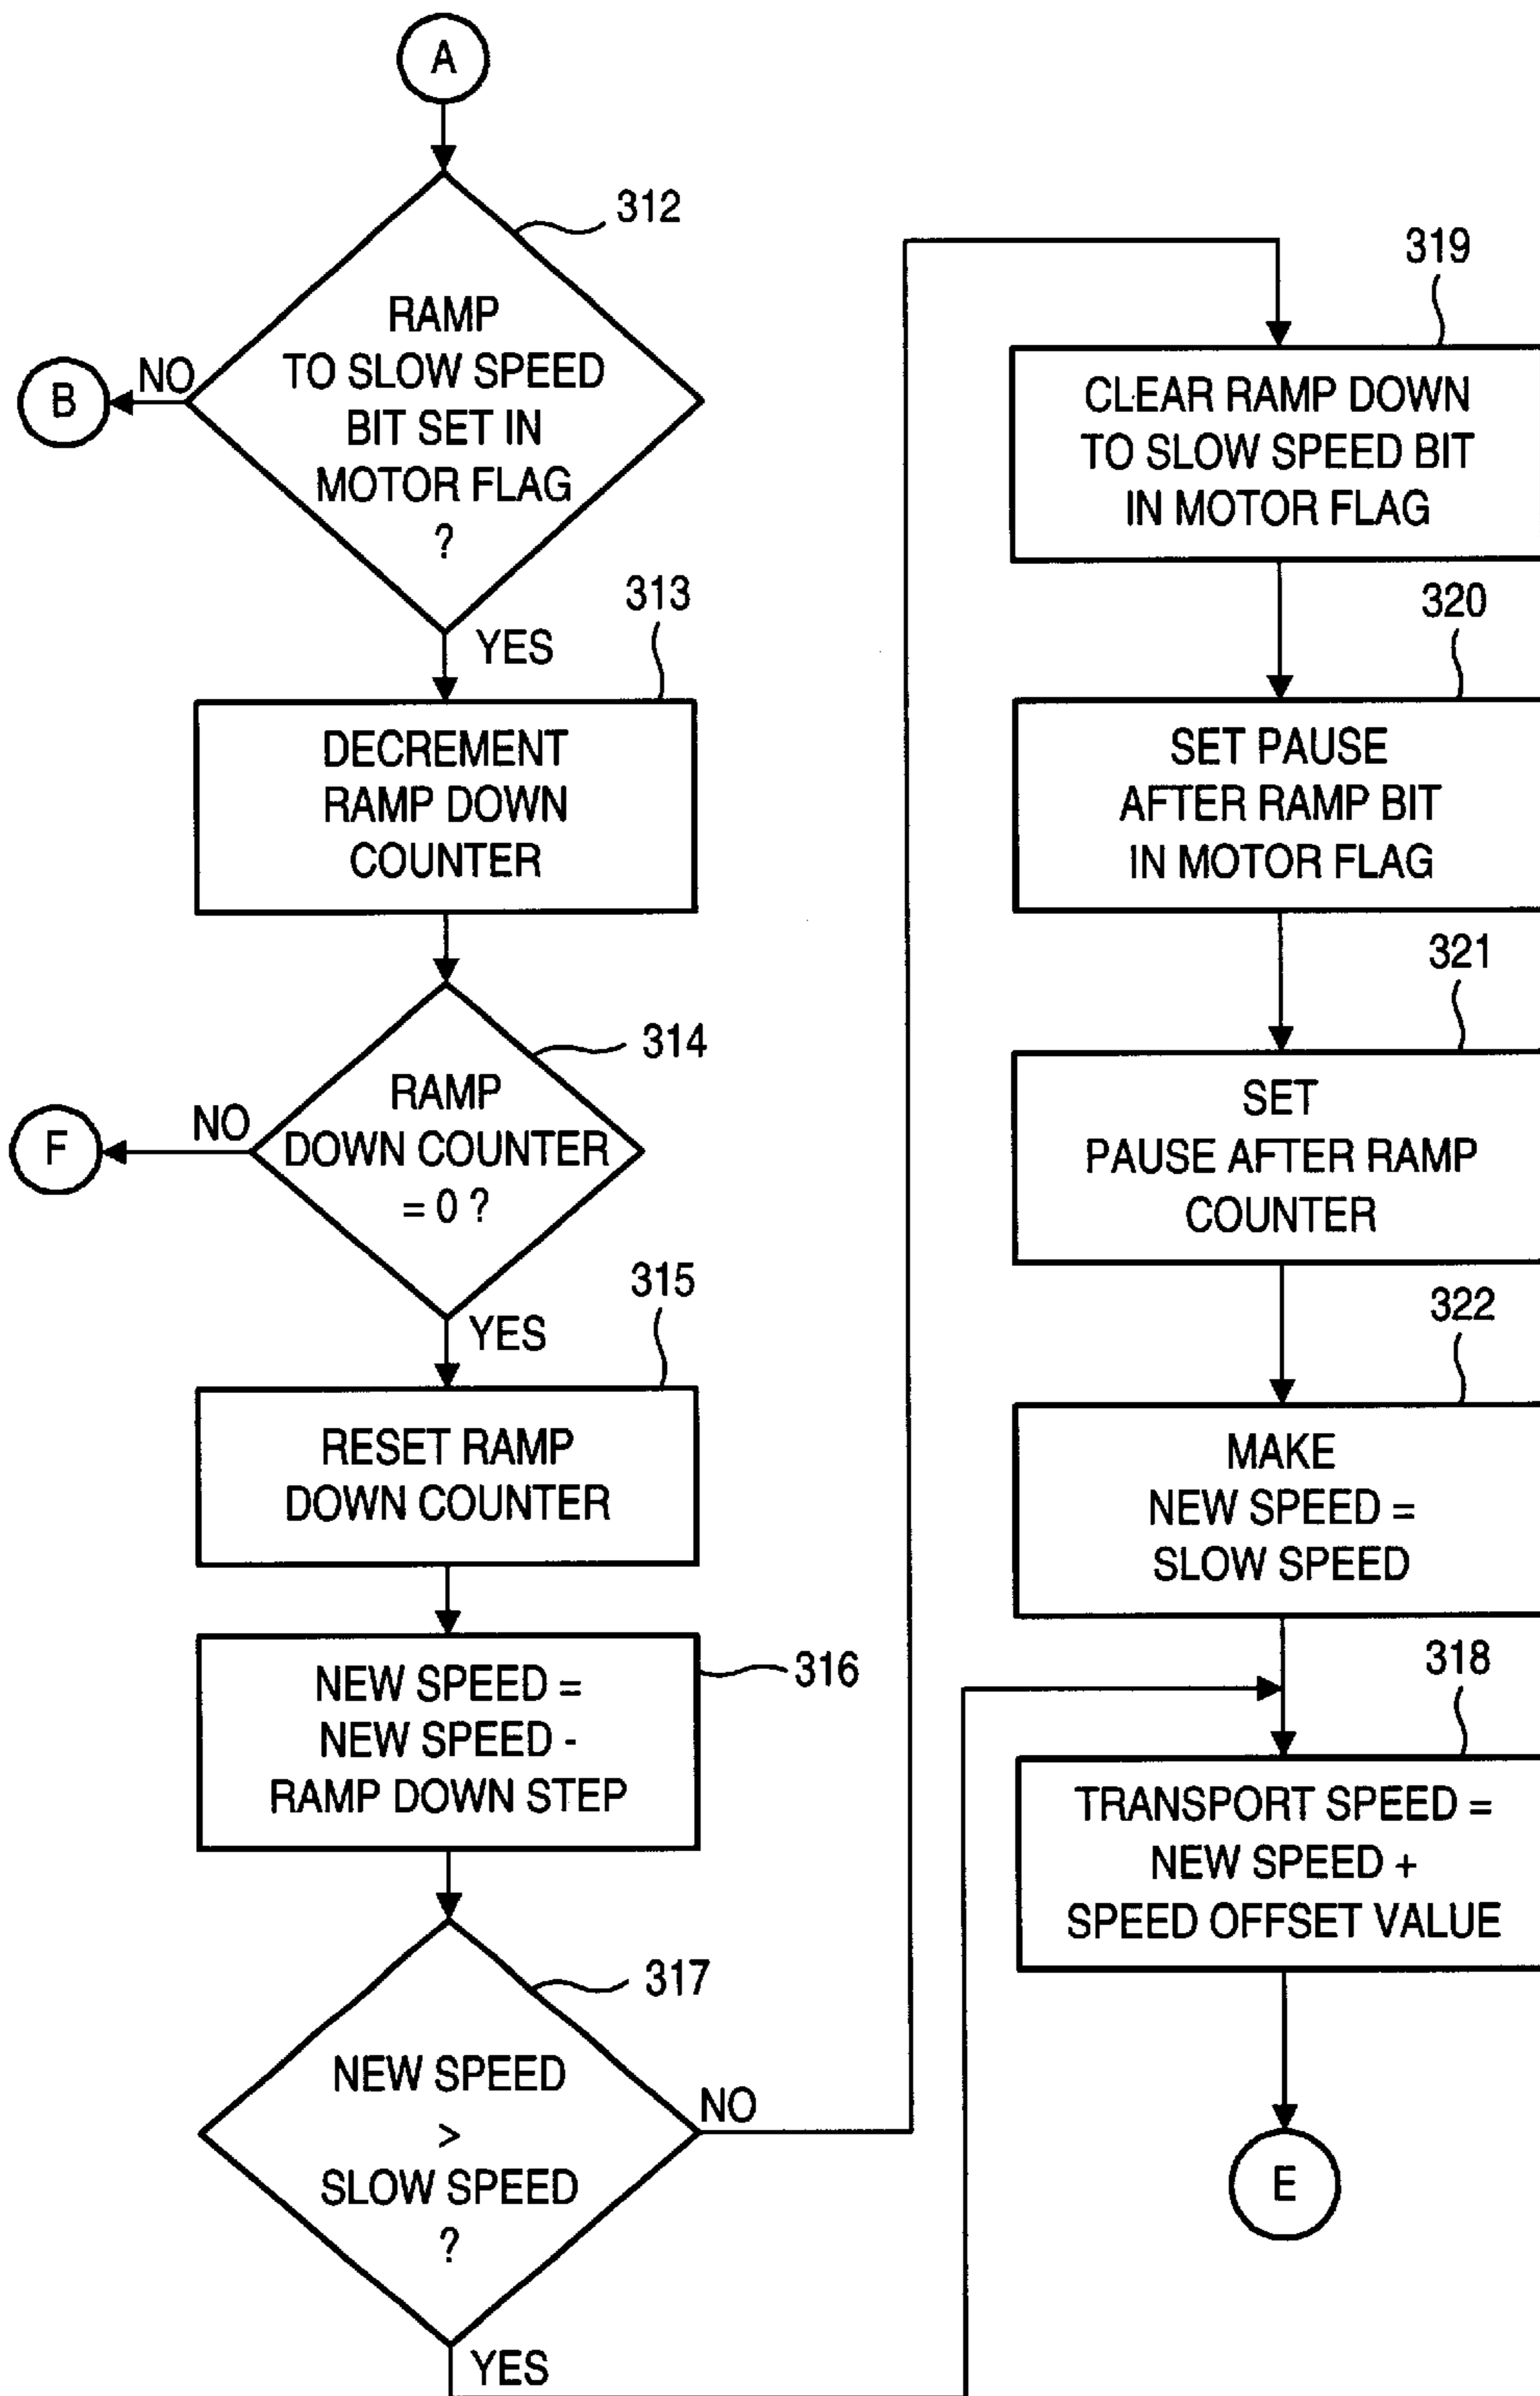 A
312
RAMP
TO SLOW SPEED
BIT SET IN
MOTOR FLAG
?
NO
B
YES
313
DECREMENT
RAMP DOWN
COUNTER
314
RAMP
DOWN COUNTER
= 0 ?
NO
F
YES
315
RESET RAMP
DOWN COUNTER
316
NEW SPEED =
NEW SPEED -
RAMP DOWN STEP
317
NEW SPEED
>
SLOW SPEED
?
NO
YES
319
CLEAR RAMP DOWN
TO SLOW SPEED BIT
IN MOTOR FLAG
320
SET PAUSE
AFTER RAMP BIT
IN MOTOR FLAG
321
SET
PAUSE AFTER RAMP
COUNTER
322
MAKE
NEW SPEED =
SLOW SPEED
318
TRANSPORT SPEED =
NEW SPEED +
SPEED OFFSET VALUE
E